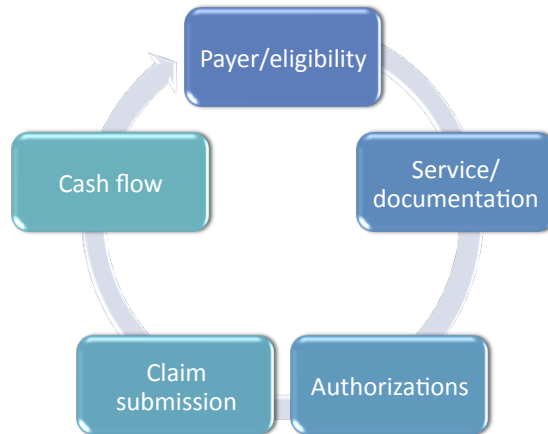 Payer/eligibility
Service/
documentation
Authorizations
Claim
submission
Cash flow